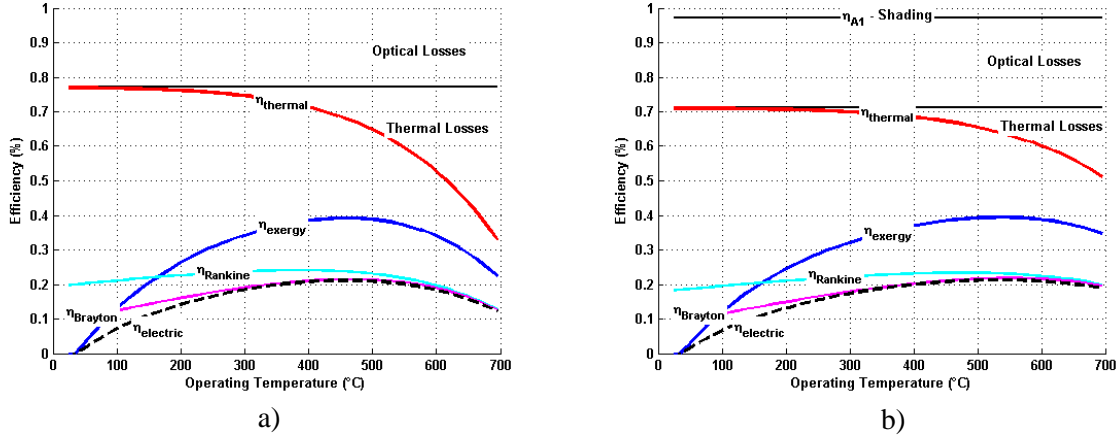 1
0.9
0.8
0.7
0.6
0.5
0.4
0.3
0.2
0.1
0
Efficiency (%)
Optical Losses
ηthermal
Thermal Losses
ηexergy
ηRankine
ηBrayton
ηelectric
0 100 200 300 400 500 600 700
Operating Temperature (°C)
a)
1
0.9
0.8
0.7
0.6
0.5
0.4
0.3
0.2
0.1
0
Efficiency (%)
ηA1 - Shading
Optical Losses
ηthermal
Thermal Losses
ηexergy
ηRankine
ηBrayton
ηelectric
0 100 200 300 400 500 600 700
Operating Temperature (°C)
b)